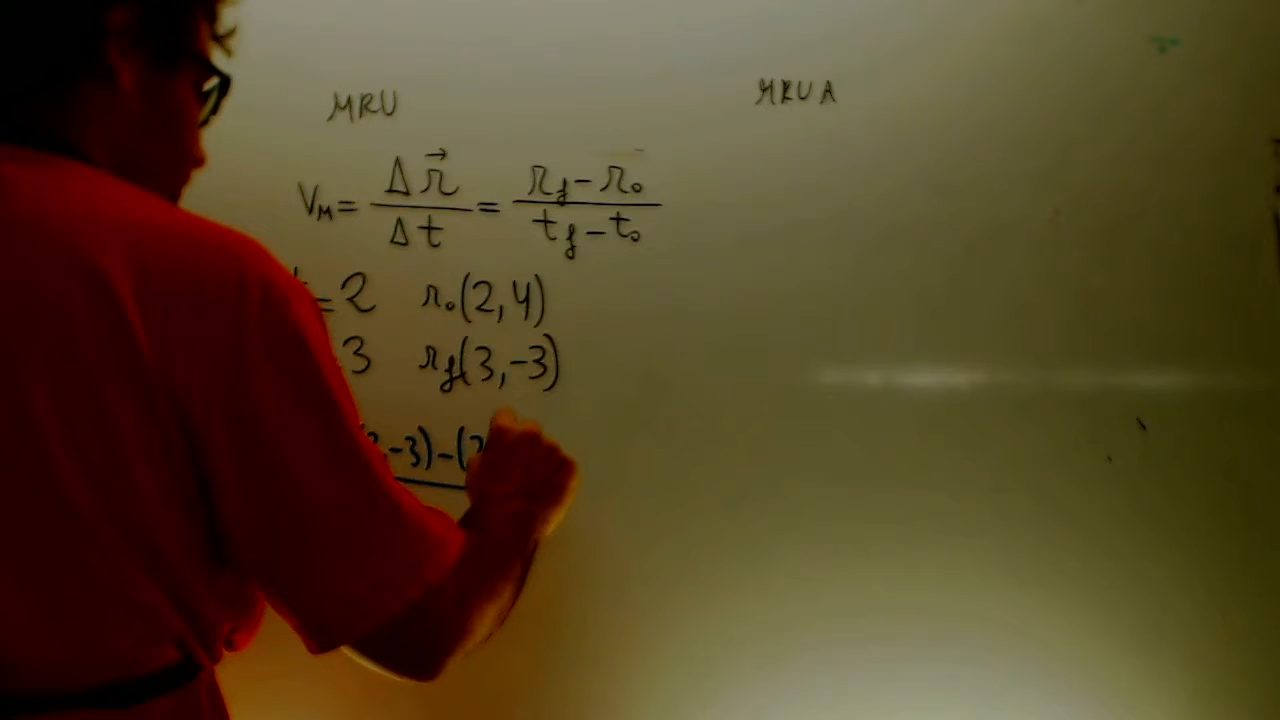 MRU
MRUA
V_M = Δr⃗ / Δt = r_f - r_o / t_f - t_o
= 2 r_o (2, 4)
3 r_f (3, -3)
-3) - (2